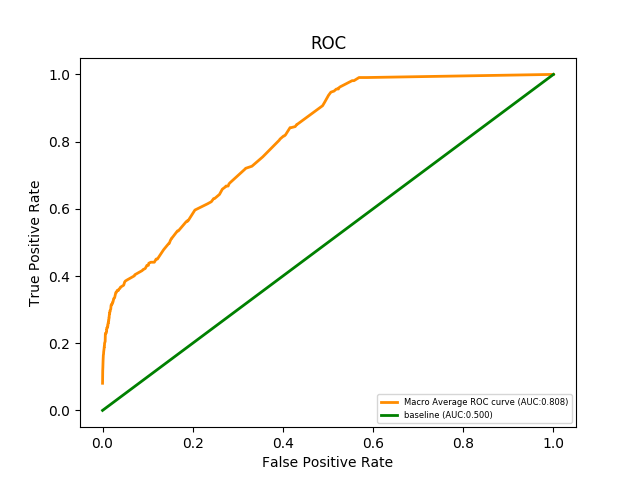 ROC
True Positive Rate
1.0
0.8
0.6
0.4
0.2
0.0
Macro Average ROC curve (AUC:0.808)
baseline (AUC:0.500)
0.0 0.2 0.4 0.6 0.8 1.0
False Positive Rate